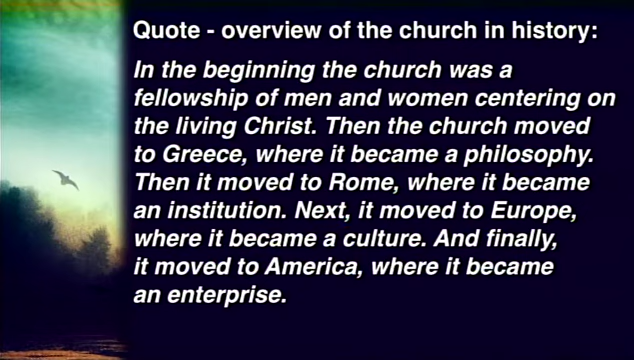 Quote - overview of the church in history:
In the beginning the church was a
fellowship of men and women centering on
the living Christ. Then the church moved
to Greece, where it became a philosophy.
Then it moved to Rome, where it became
an institution. Next, it moved to Europe,
where it became a culture. And finally,
it moved to America, where it became
an enterprise.